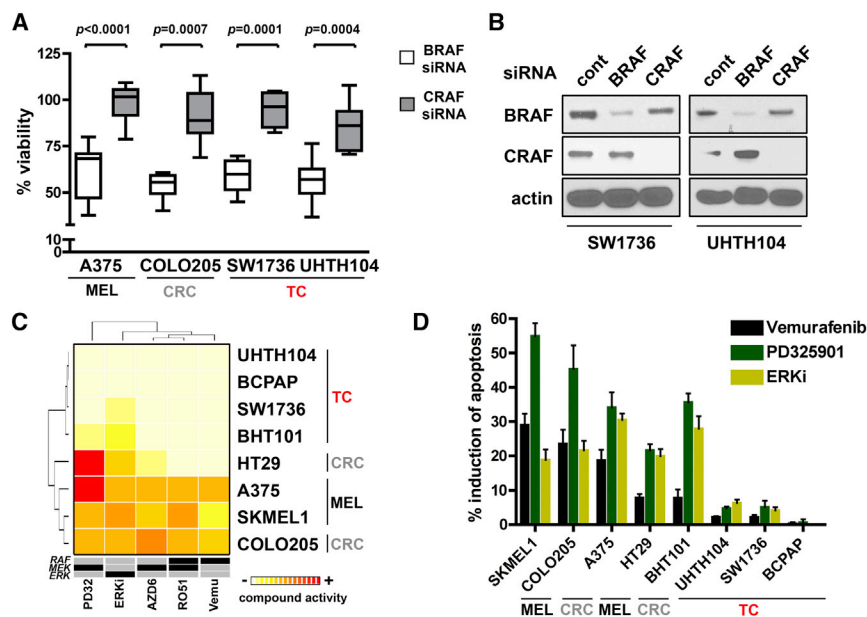 A
p<0.0001 p=0.0007 p=0.0001 p=0.0004
BRAF siRNA
CRAF siRNA
% viability
125
100
75
50
10
0
A375 COLO205 SW1736 UHTH104
MEL CRC TC
B
siRNA cont BRAF CRAF cont BRAF CRAF
BRAF
CRAF
actin
SW1736 UHTH104
C
UHTH104
BCPAP
SW1736
BHT101
HT29
A375
SKMEL1
COLO205
TC
CRC
MEL
CRC
RAF
MEK
ERK
PD32 ERKi AZD6 RO51 Vemu
- +
compound activity
D
Vemurafenib
PD325901
ERKi
% induction of apoptosis
60
50
40
30
20
10
0
SKMEL1 COLO205 A375 HT29 BHT101 UHTH104 SW1736 BCPAP
MEL CRC MEL CRC TC